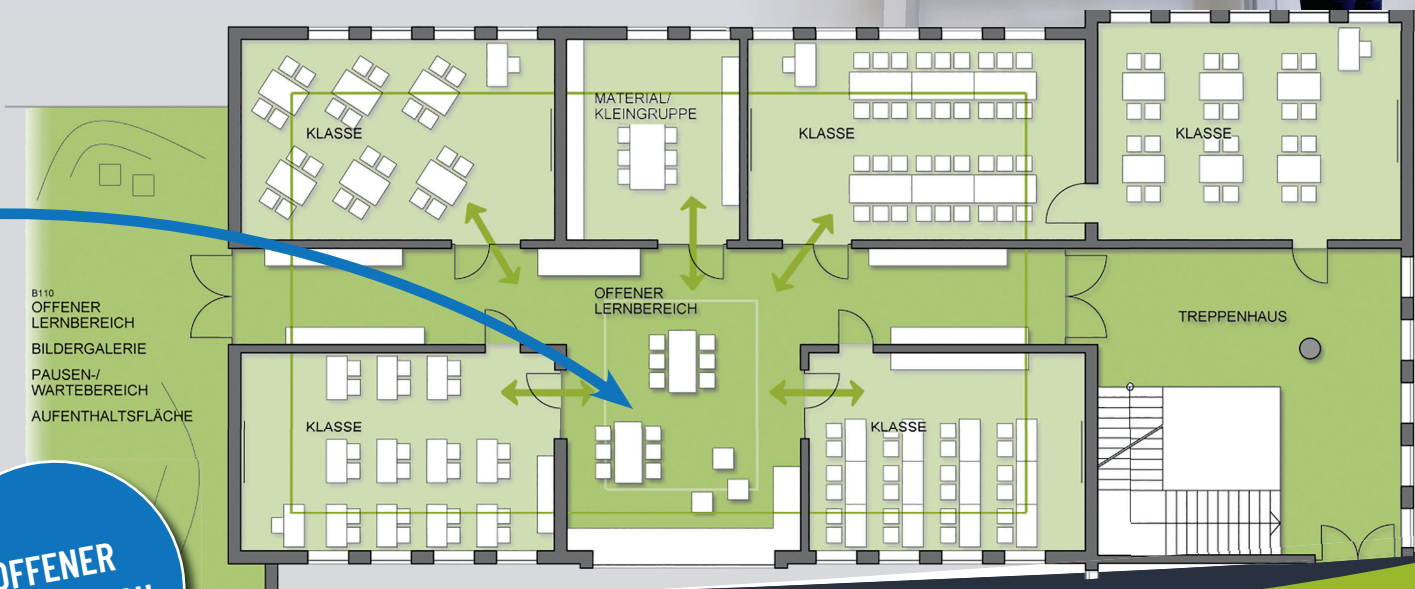 KLASSE
MATERIAL/
KLEINGRUPPE
KLASSE
KLASSE
B110
OFFENER
LERNBEREICH
BILDERGALERIE
PAUSEN-/
WARTEBEREICH
AUFENTHALTSFLÄCHE
OFFENER
LERNBEREICH
TREPPENHAUS
KLASSE
KLASSE
OFFENER